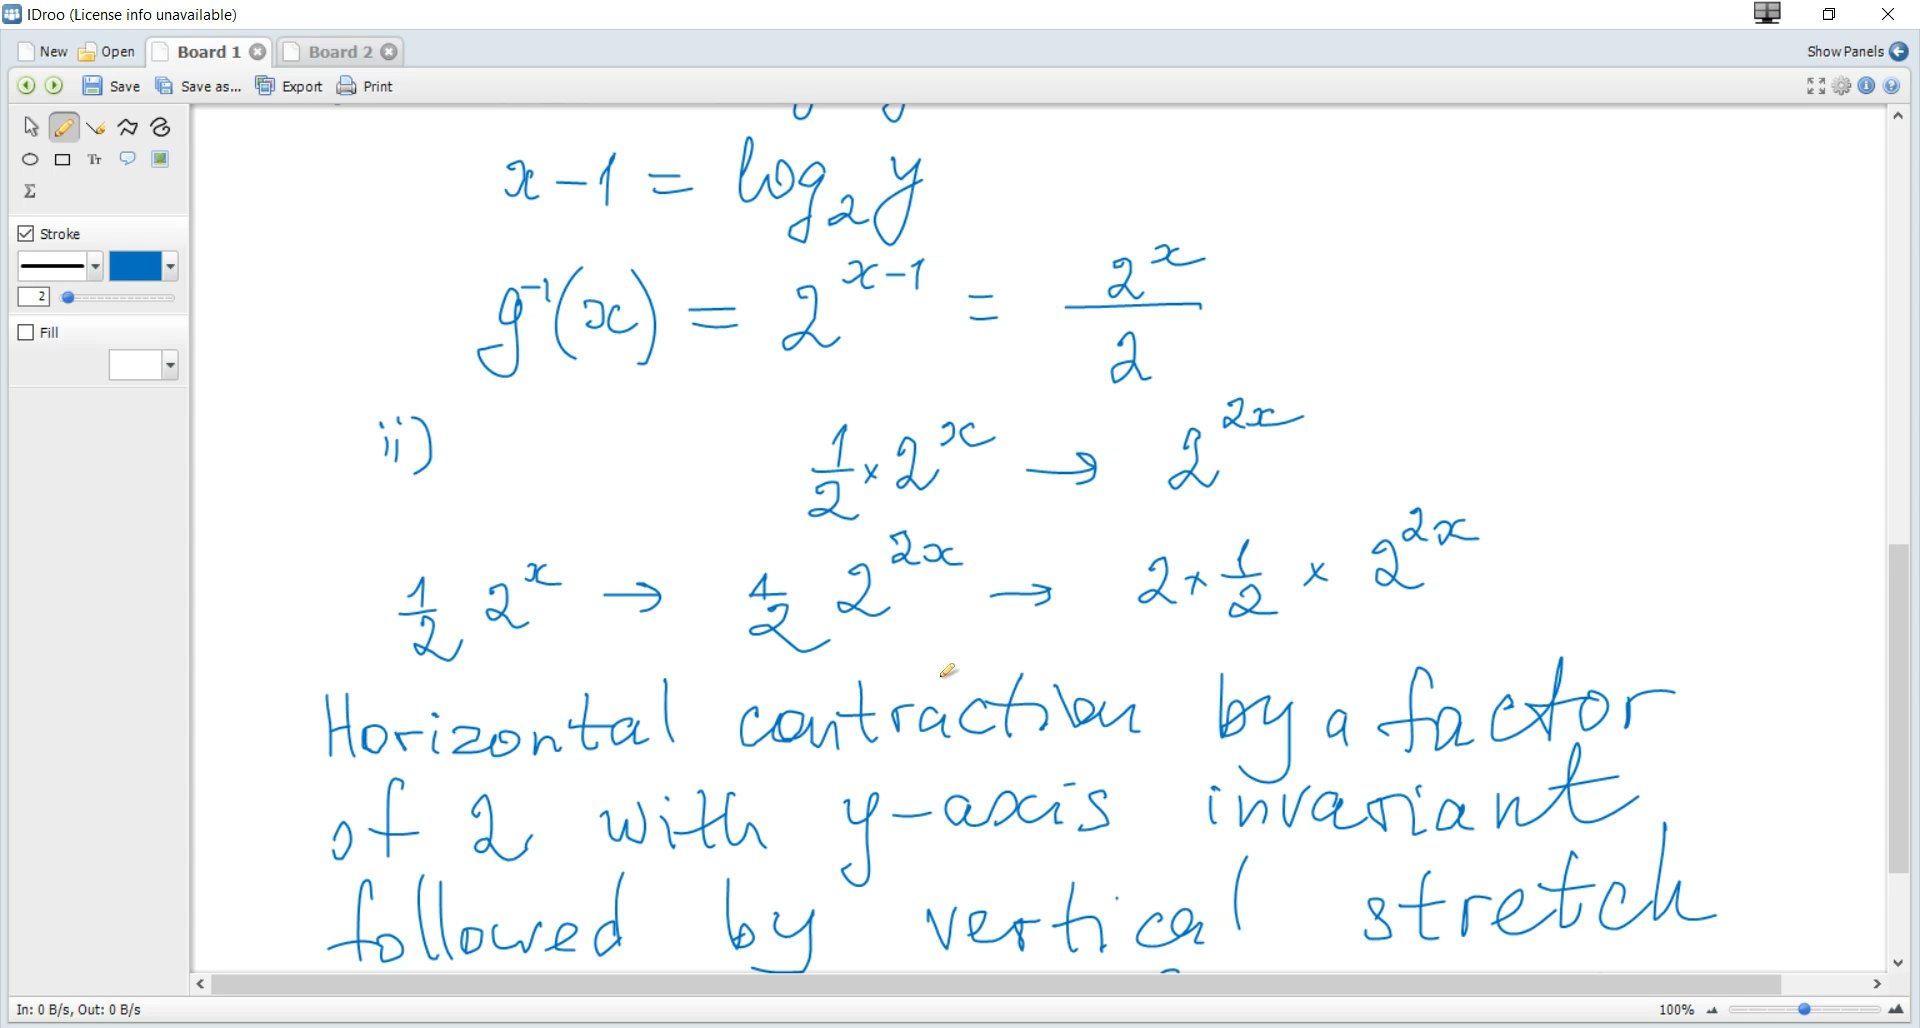 IDroo (License info unavailable)
New Open Board 1 Board 2 Show Panels
Save Save as... Export Print
Tт
Σ
Stroke
2
Fill
x - 1 = log₂ y
g⁻¹(x) = 2^(x-1) = 2^x / 2
ii) 1/2 × 2^x → 2^(2x)
1/2 2^x → 1/2 2^(2x) → 2 × 1/2 × 2^(2x)
Horizontal contraction by a factor
of 2 with y-axis invariant
followed by vertical stretch
In: 0 B/s, Out: 0 B/s 100%